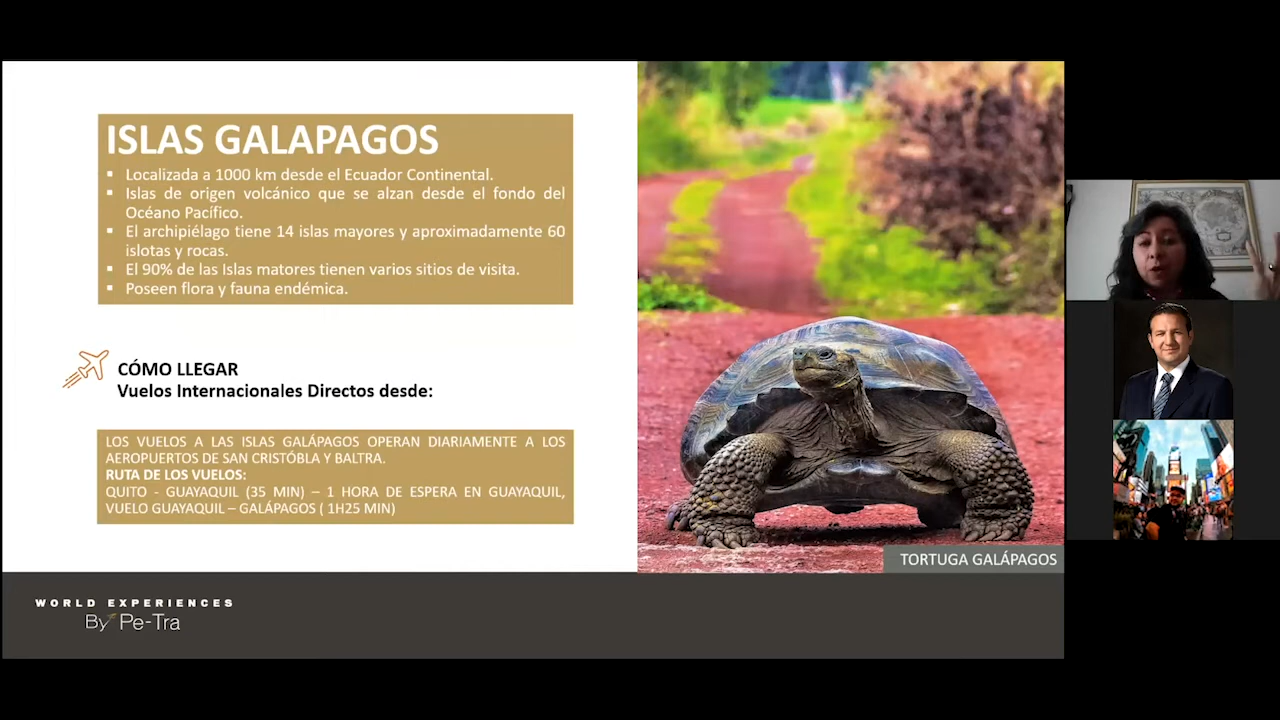 ISLAS GALAPAGOS
▪ Localizada a 1000 km desde el Ecuador Continental.
▪ Islas de origen volcánico que se alzan desde el fondo del
Océano Pacífico.
▪ El archipiélago tiene 14 islas mayores y aproximadamente 60
islotes y rocas.
▪ El 90% de las Islas matores tienen varios sitios de visita.
▪ Poseen flora y fauna endémica.
CÓMO LLEGAR
Vuelos Internacionales Directos desde:
LOS VUELOS A LAS ISLAS GALÁPAGOS OPERAN DIARIAMENTE A LOS
AEROPUERTOS DE SAN CRISTÓBLA Y BALTRA.
RUTA DE LOS VUELOS:
QUITO - GUAYAQUIL (35 MIN) – 1 HORA DE ESPERA EN GUAYAQUIL,
VUELO GUAYAQUIL – GALÁPAGOS ( 1H25 MIN)
TORTUGA GALÁPAGOS
WORLD EXPERIENCES
By Pe-Tra